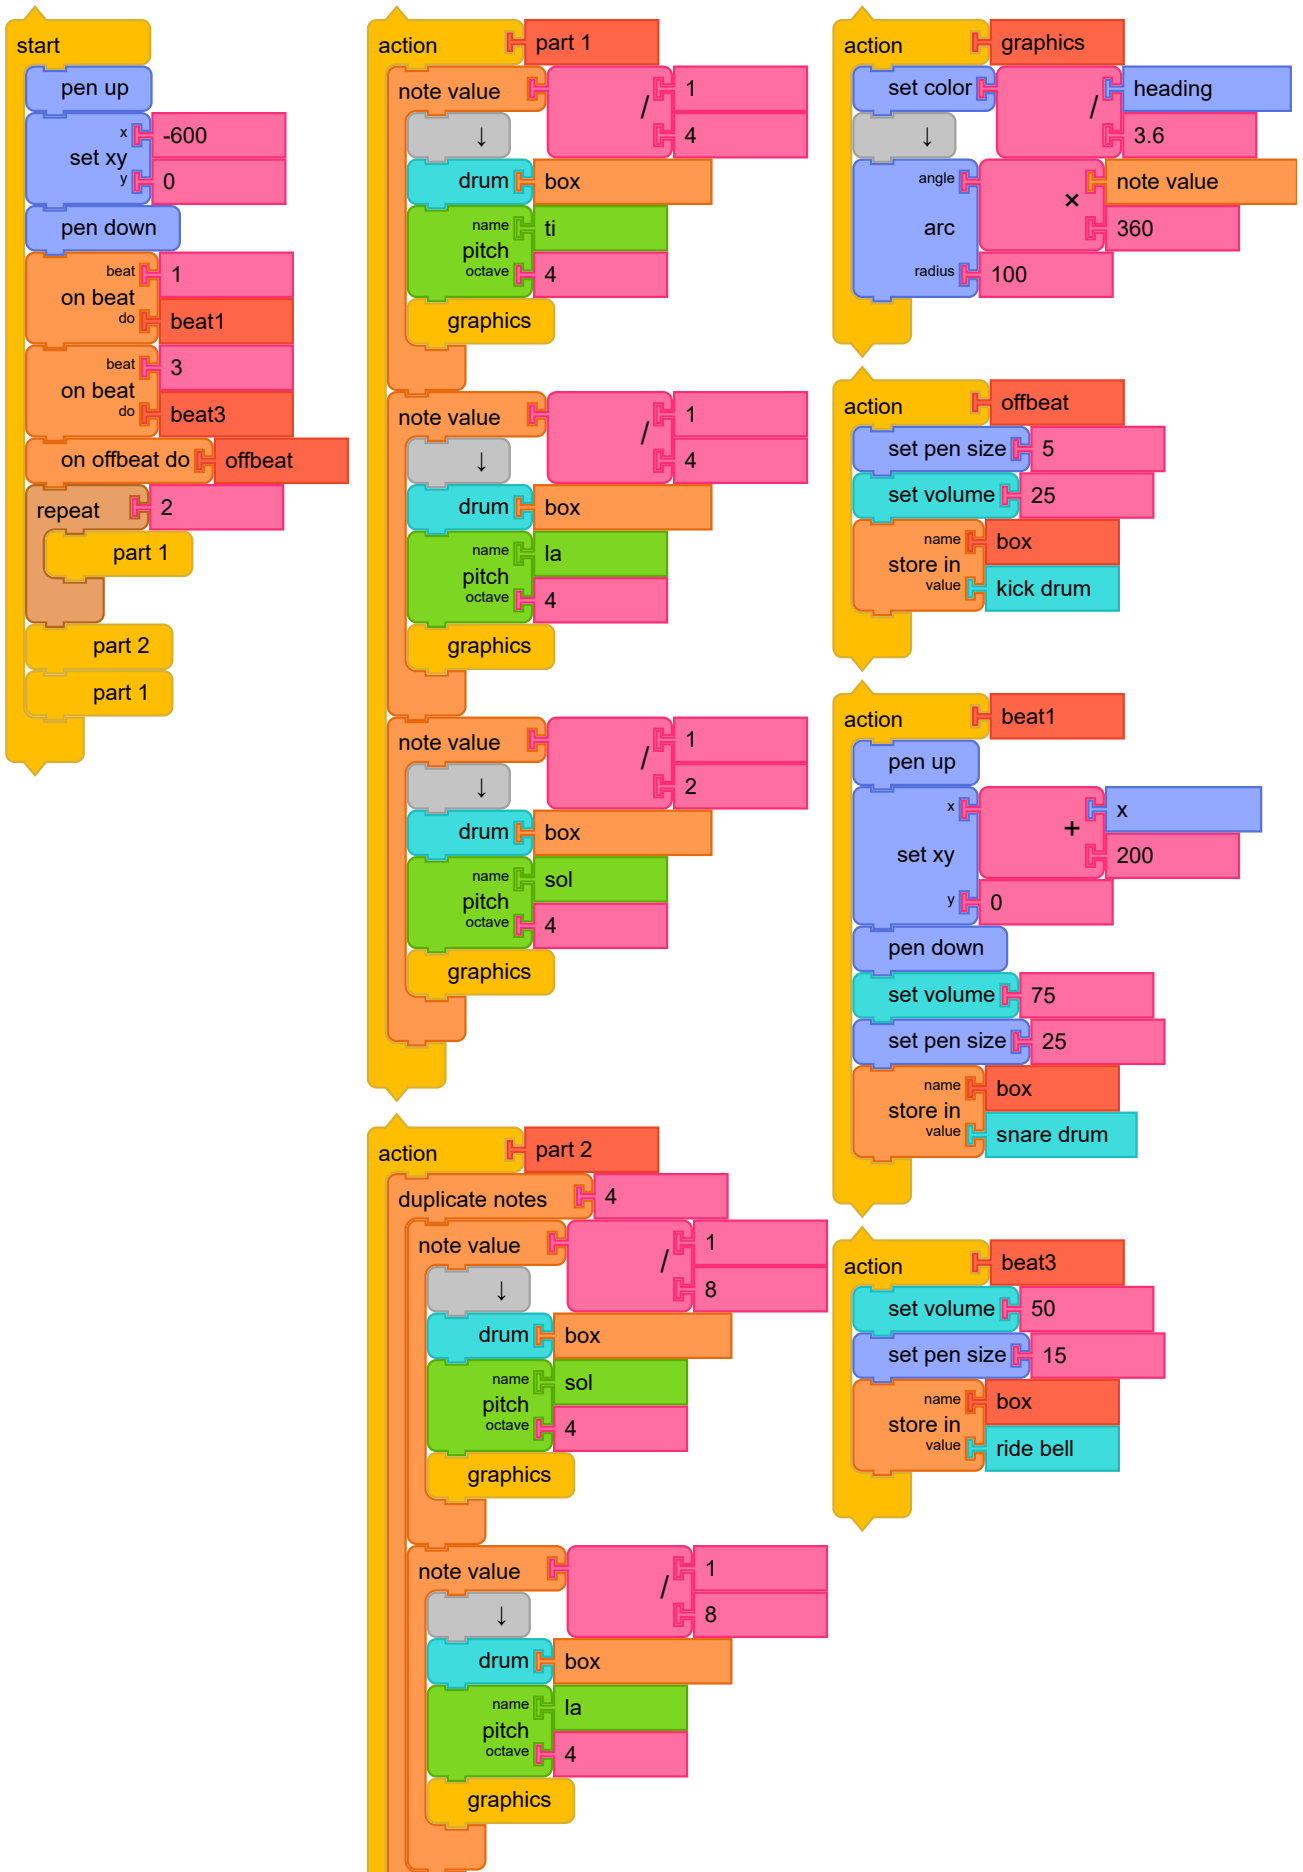 start
pen up
set xy
x
-600
y
0
pen down
on beat
beat
1
do
beat1
on beat
beat
3
do
beat3
on offbeat do
offbeat
repeat
2
part 1
part 2
part 1
action
part 1
note value
/
1
4
↓
drum
box
pitch
name
ti
octave
4
graphics
note value
/
1
4
↓
drum
box
pitch
name
la
octave
4
graphics
note value
/
1
2
↓
drum
box
pitch
name
sol
octave
4
graphics
action
part 2
duplicate notes
4
note value
/
1
8
↓
drum
box
pitch
name
sol
octave
4
graphics
note value
/
1
8
↓
drum
box
pitch
name
la
octave
4
graphics
action
graphics
set color
/
heading
3.6
↓
arc
angle
×
note value
360
radius
100
action
offbeat
set pen size
5
set volume
25
store in
name
box
value
kick drum
action
beat1
pen up
set xy
x
+
x
200
y
0
pen down
set volume
75
set pen size
25
store in
name
box
value
snare drum
action
beat3
set volume
50
set pen size
15
store in
name
box
value
ride bell